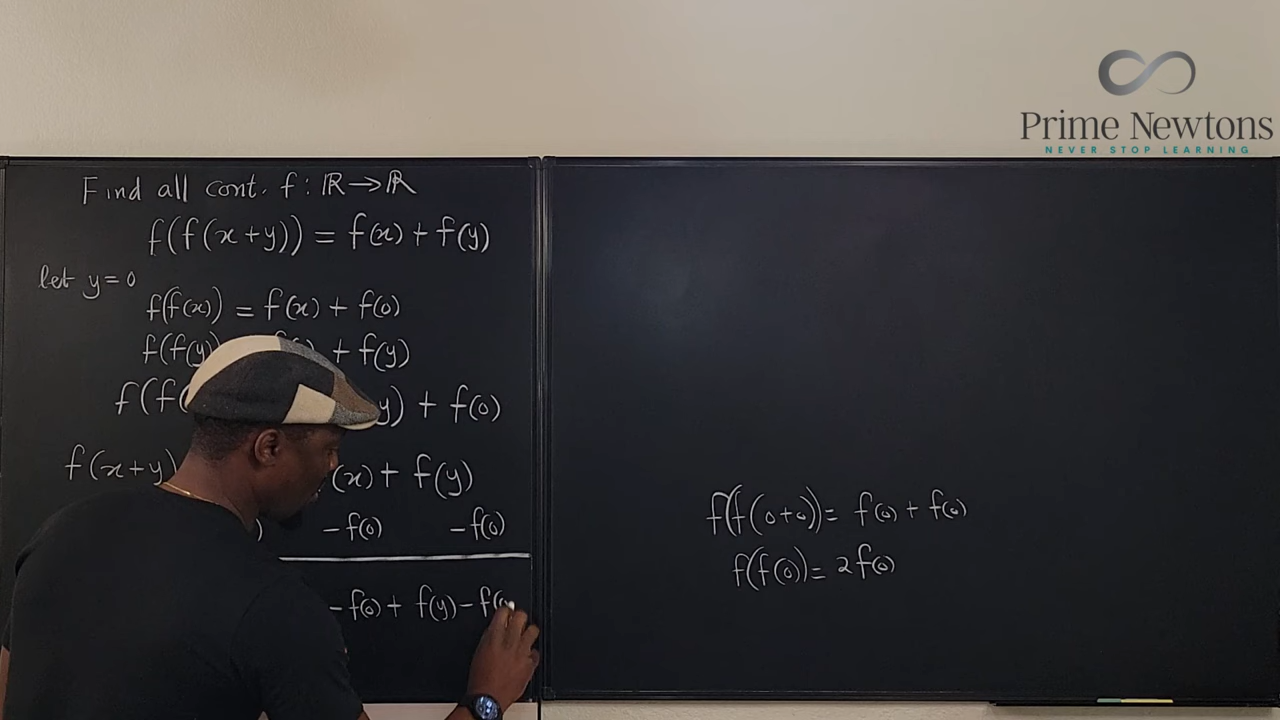 Prime Newtons
NEVER STOP LEARNING
Find all cont. f : ℝ→ℝ
f(f(x+y)) = f(x) + f(y)
let y=0
f(f(x)) = f(x) + f(0)
f(f(y) + f(y)
f(f( y) + f(0)
f(x+y) (x) + f(y)
) -f(0) -f(0)
-f(0) + f(y) - f(
f(f(0+0)) = f(0) + f(0)
f(f(0)) = 2f(0)